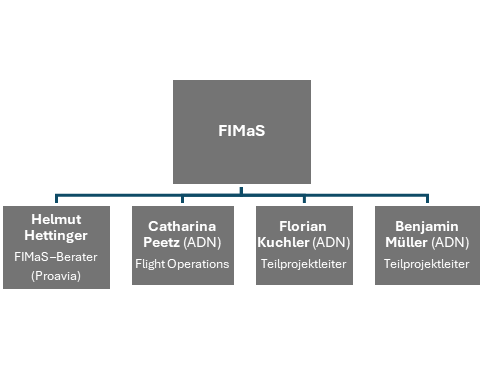 FIMaS
Helmut
Hettinger
FIMaS–Berater
(Proavia)
Catharina
Peetz (ADN)
Flight Operations
Florian
Kuchler (ADN)
Teilprojektleiter
Benjamin
Müller (ADN)
Teilprojektleiter